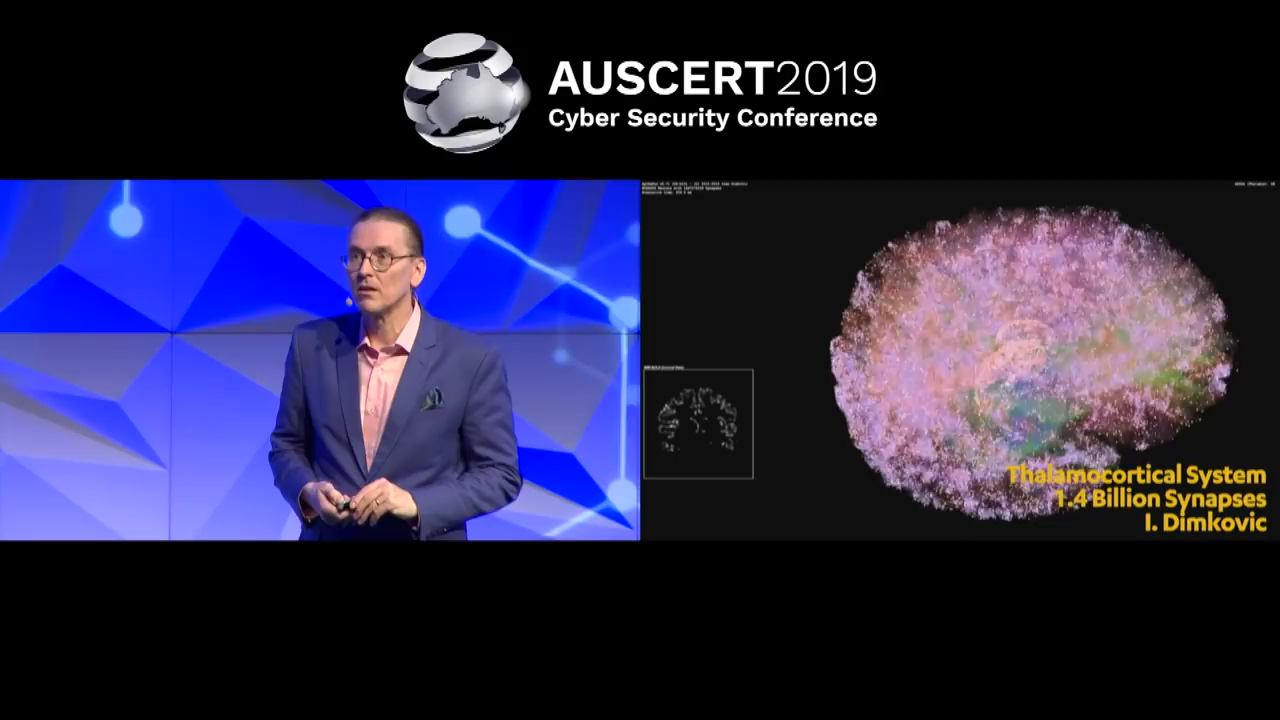 AUSCERT2019
Cyber Security Conference
Thalamocortical System
1.4 Billion Synapses
I. Dimkovic